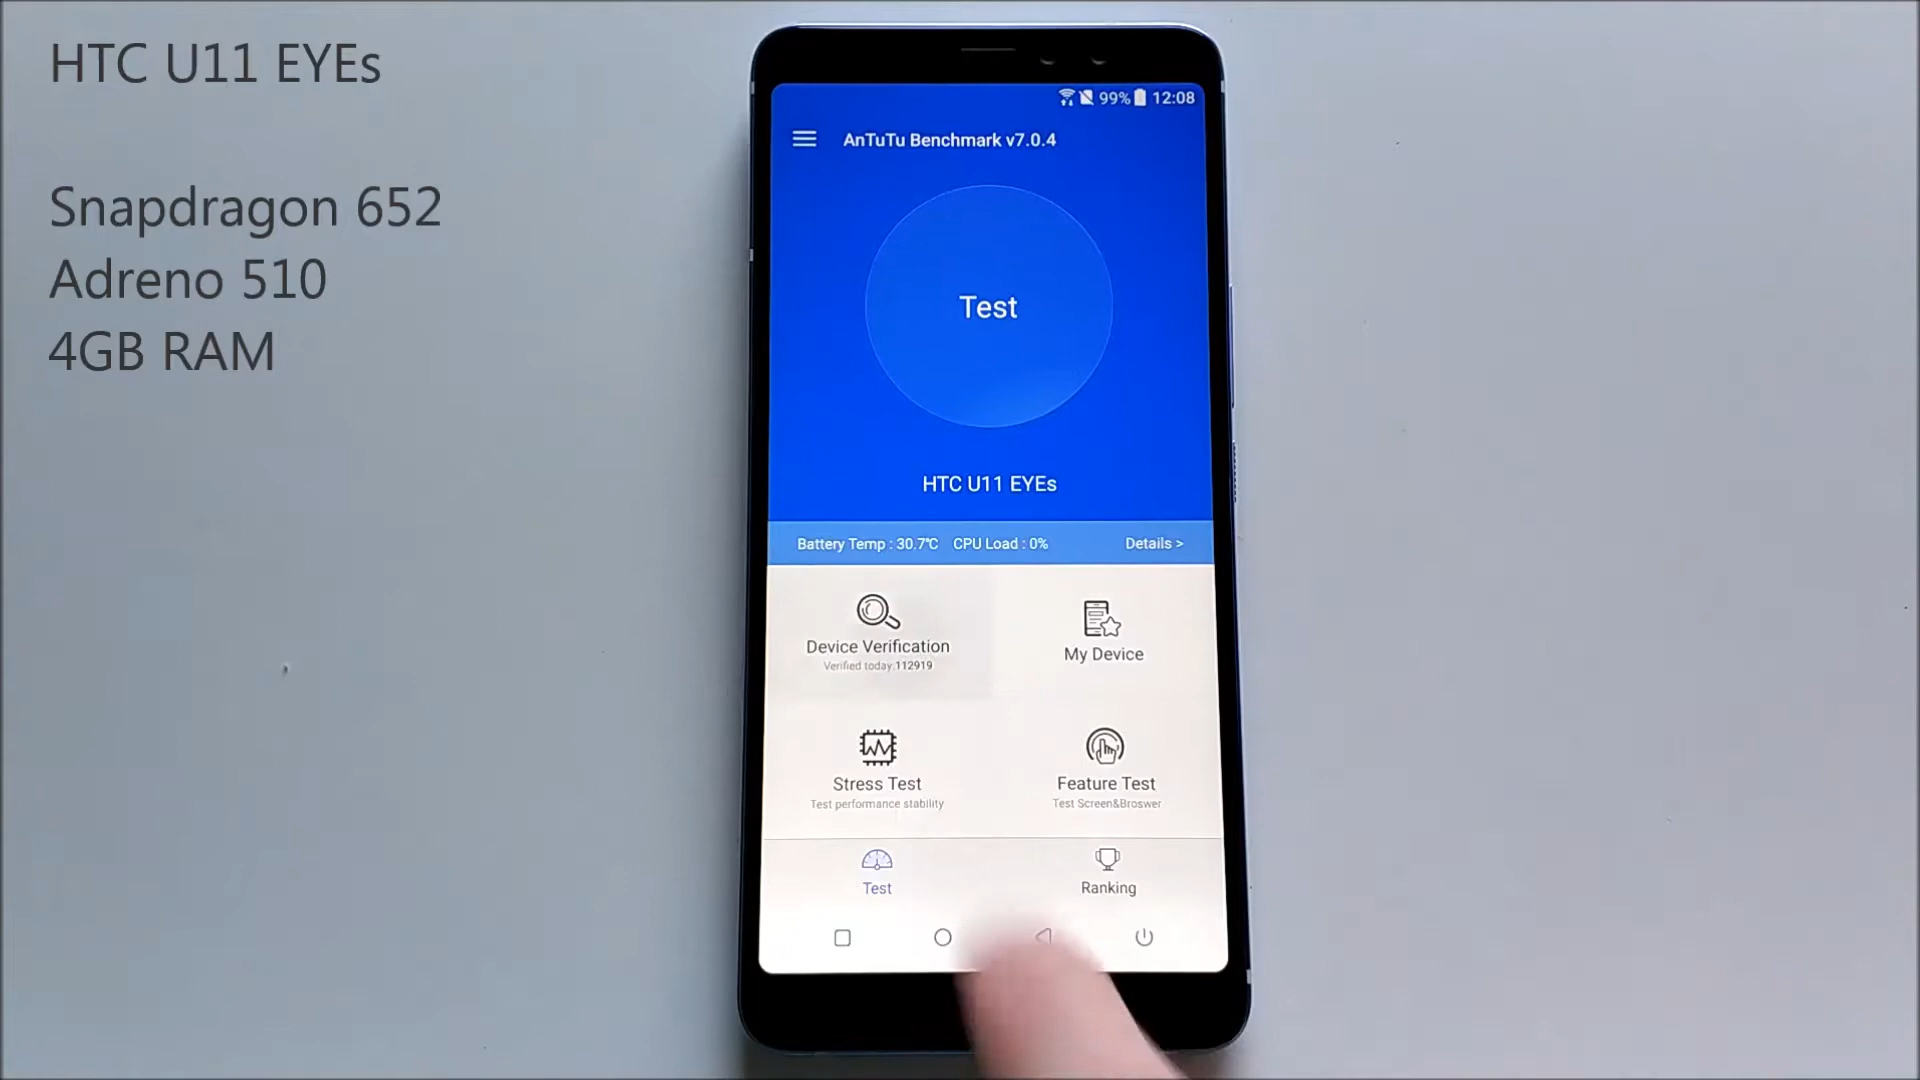 HTC U11 EYEs
Snapdragon 652
Adreno 510
4GB RAM
99% 12:08
AnTuTu Benchmark v7.0.4
Test
HTC U11 EYEs
Battery Temp : 30.7℃ CPU Load : 0% Details >
Device Verification
Verified today:112919
My Device
Stress Test
Test performance stability
Feature Test
Test Screen&Broswer
Test
Ranking